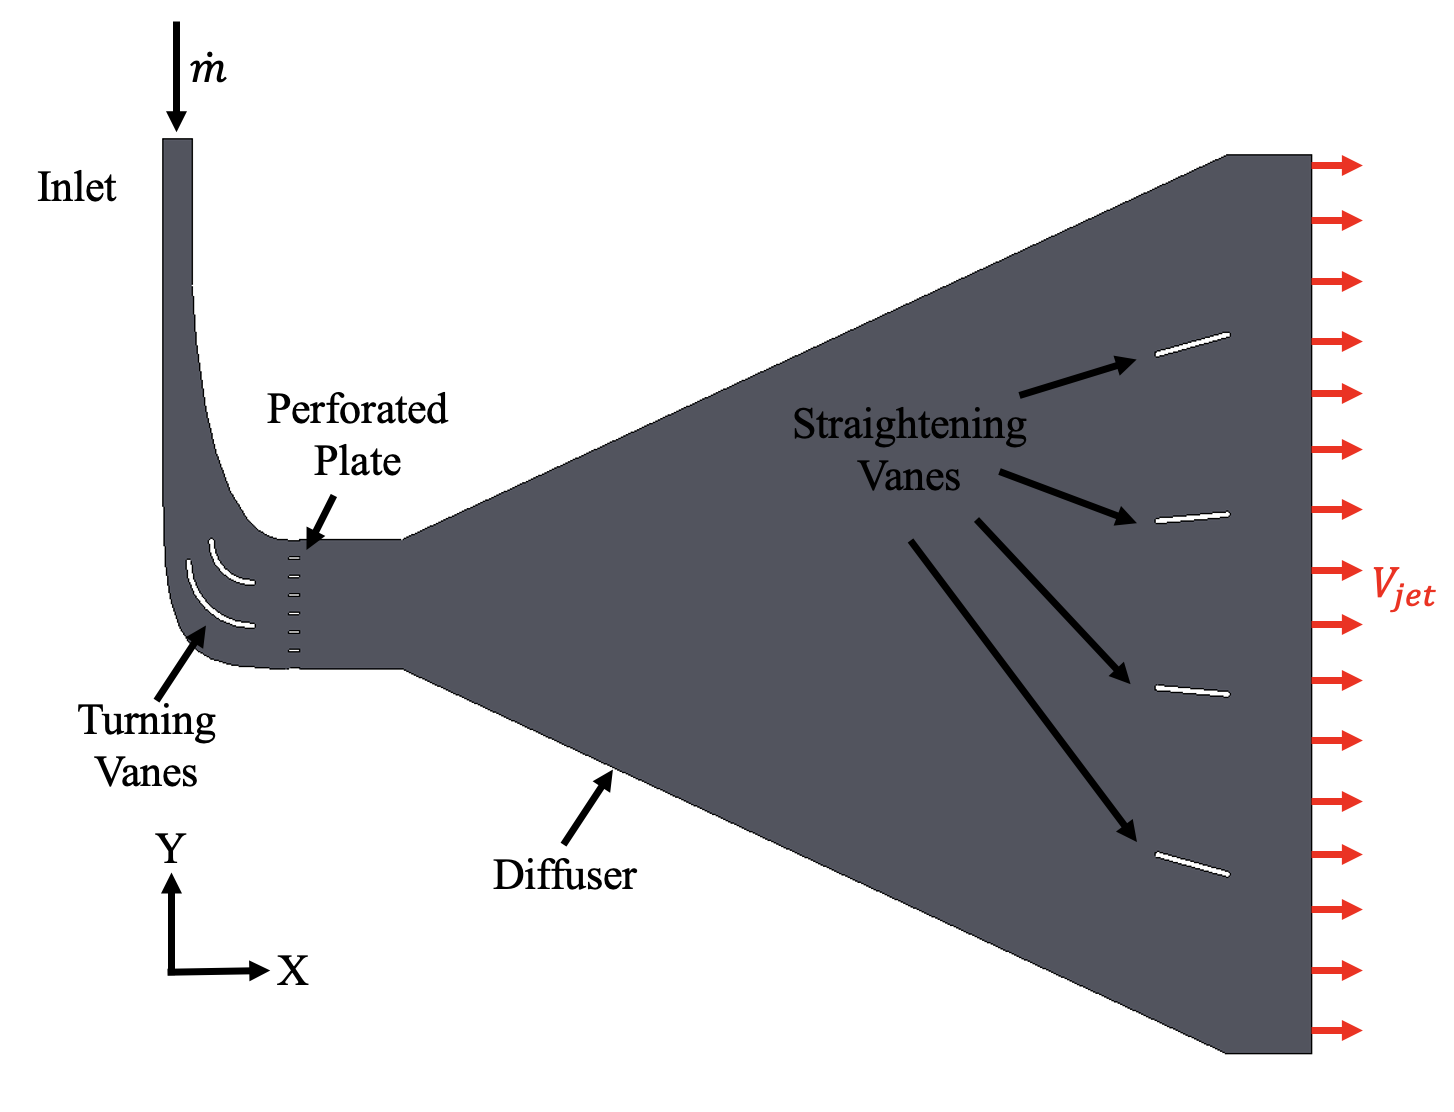 ṁ
Inlet
Perforated
Plate
Straightening
Vanes
V_jet
Turning
Vanes
Y
Diffuser
X